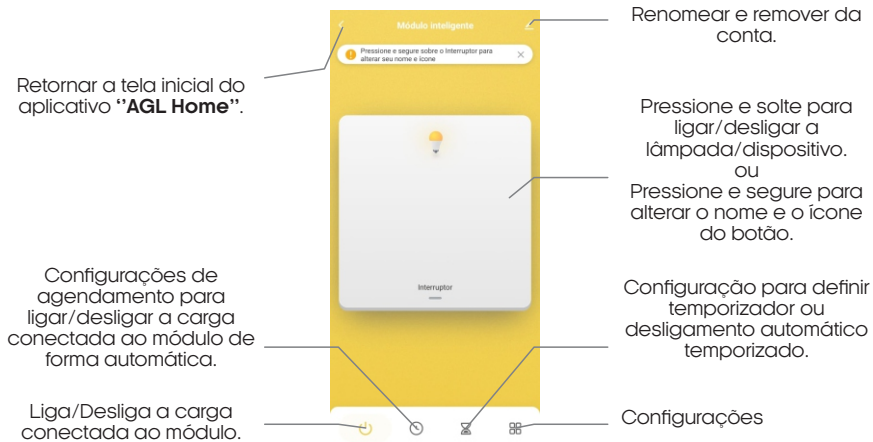 Módulo inteligente
Pressione e segure sobre o Interruptor para
alterar seu nome e ícone
Interruptor
Retornar a tela inicial do
aplicativo ‘’AGL Home’’.
Configurações de
agendamento para
ligar/desligar a carga
conectada ao módulo de
forma automática.
Liga/Desliga a carga
conectada ao módulo.
Renomear e remover da
conta.
Pressione e solte para
ligar/desligar a
lâmpada/dispositivo.
ou
Pressione e segure para
alterar o nome e o ícone
do botão.
Configuração para definir
temporizador ou
desligamento automático
temporizado.
Configurações